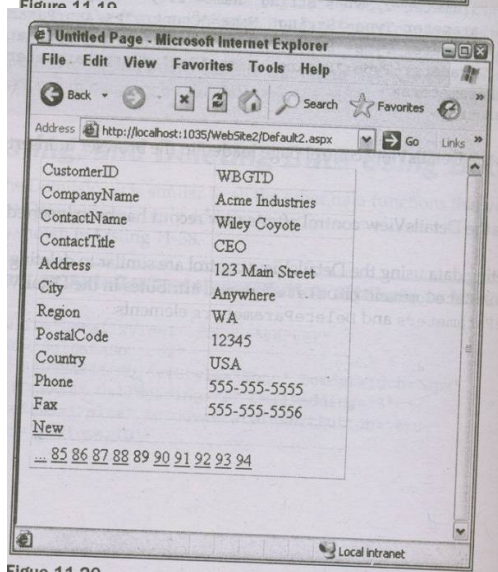 Figure 11-19
Untitled Page - Microsoft Internet Explorer
File Edit View Favorites Tools Help
Back Search Favorites »
Address http://localhost:1035/WebSite2/Default2.aspx Go Links »
CustomerID WBGTD
CompanyName Acme Industries
ContactName Wiley Coyote
ContactTitle CEO
Address 123 Main Street
City Anywhere
Region WA
PostalCode 12345
Country USA
Phone 555-555-5555
Fax 555-555-5556
New
... 85 86 87 88 89 90 91 92 93 94
Local intranet
Figue 11-20